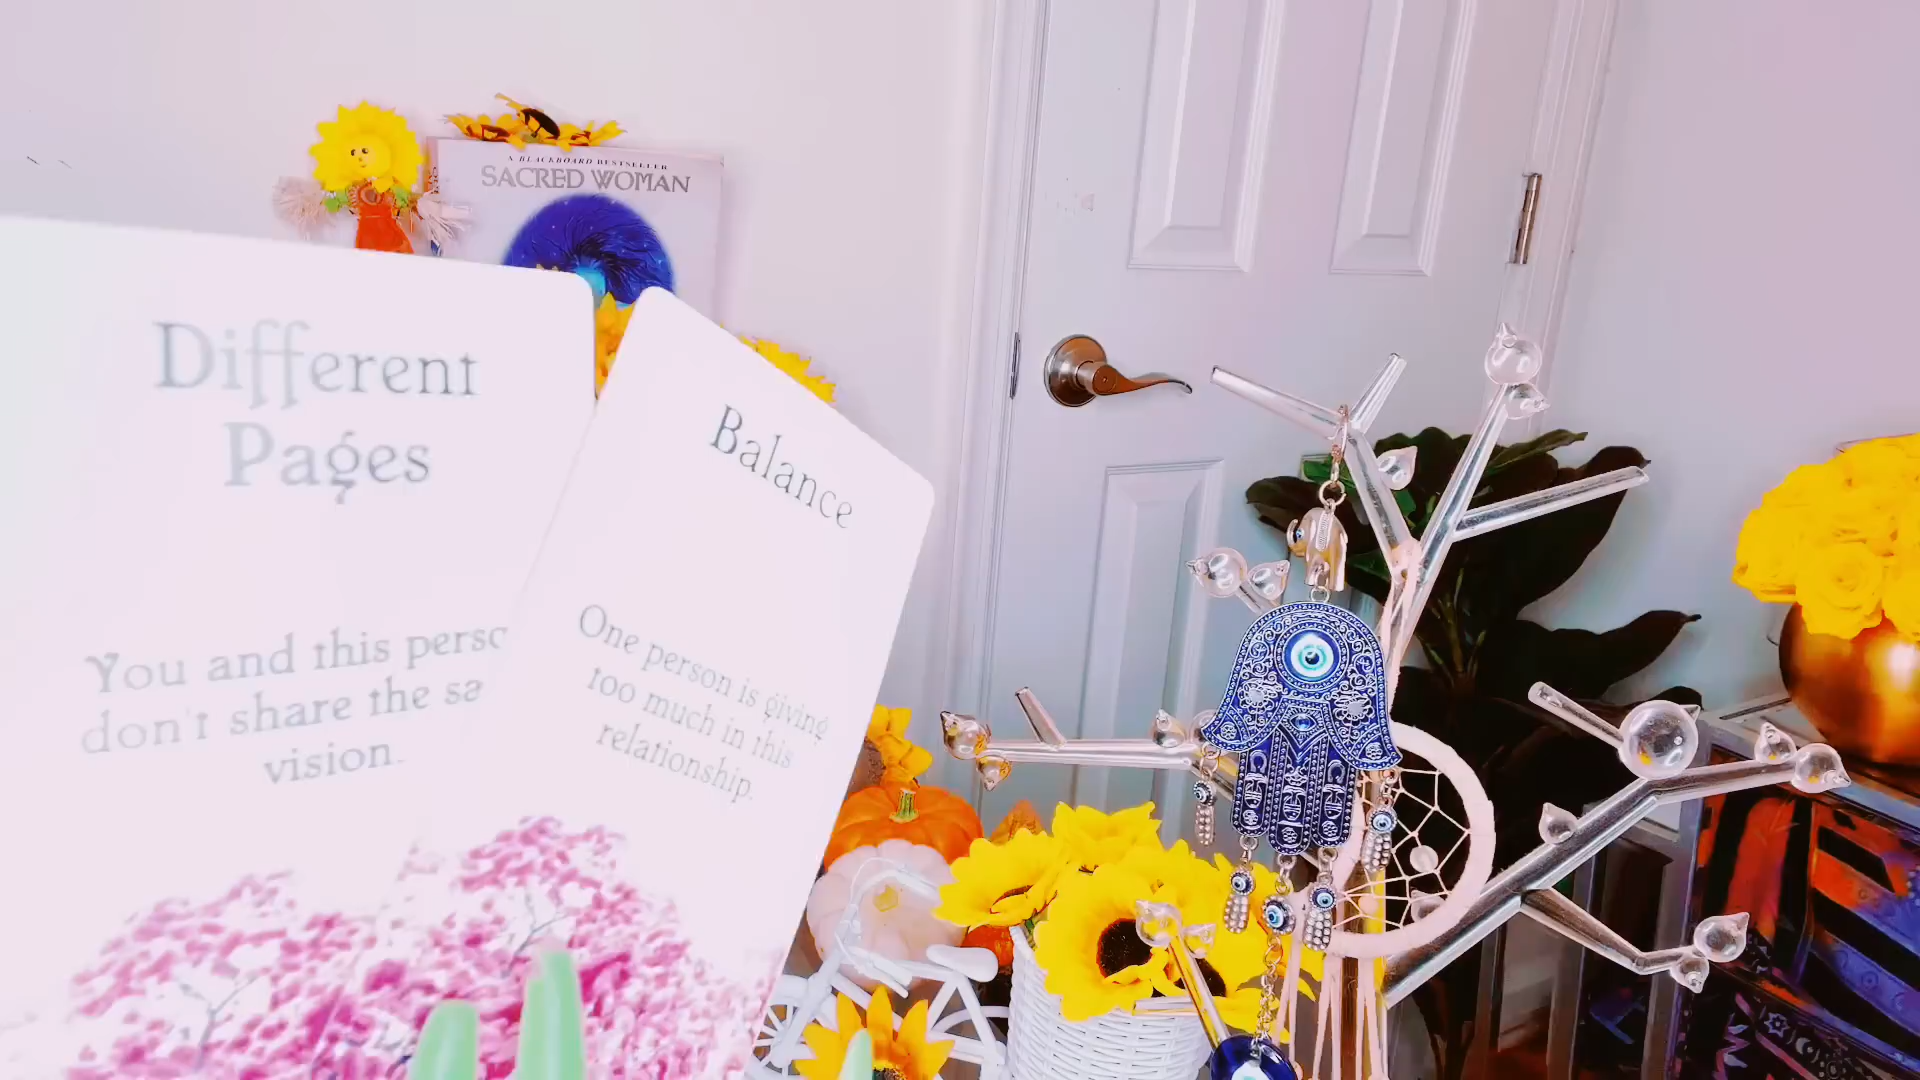 A BLACKBOARD BESTSELLER
SACRED WOMAN
Different
Pages
You and this perso
don't share the sa
vision.
Balance
One person is giving
too much in this
relationship.